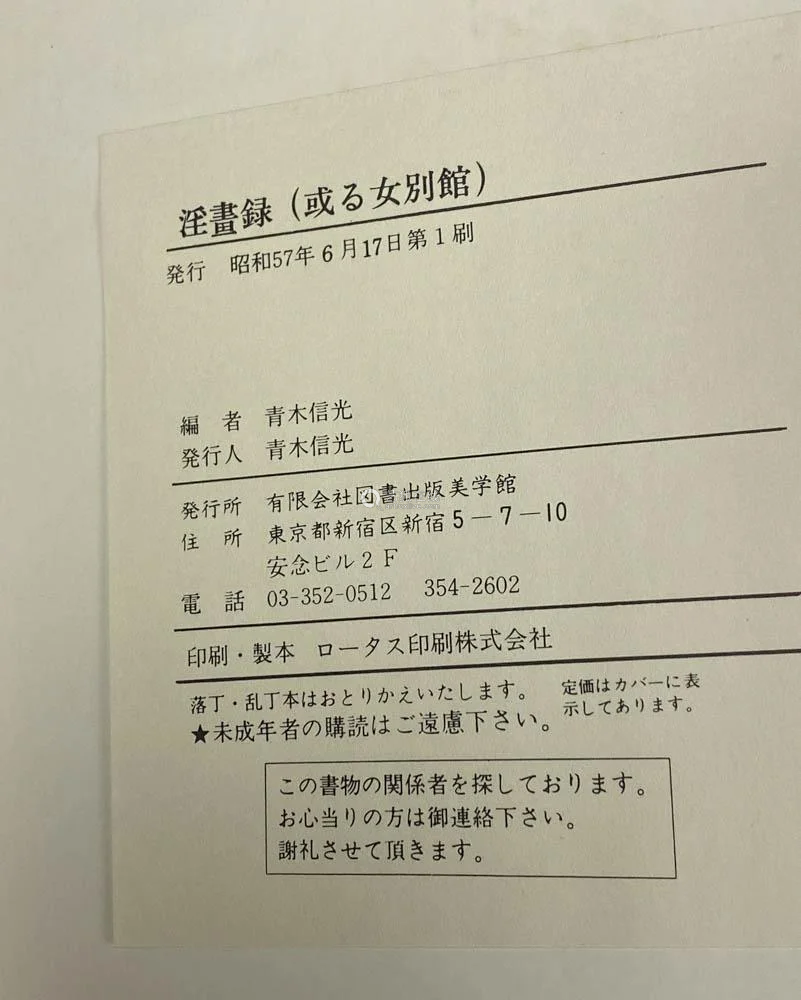 淫畫録（或る女別館）
発行　昭和57年6月17日第1刷
編　者　青木信光
発行人　青木信光
発行所　有限会社図書出版美学館
住　所　東京都新宿区新宿5－7－10
安念ビル2F
電　話　03-352-0512　354-2602
印刷・製本　ロータス印刷株式会社
落丁・乱丁本はおとりかえいたします。
定価はカバーに表
示してあります。
★未成年者の購読はご遠慮下さい。
この書物の関係者を探しております。
お心当りの方は御連絡下さい。
謝礼させて頂きます。